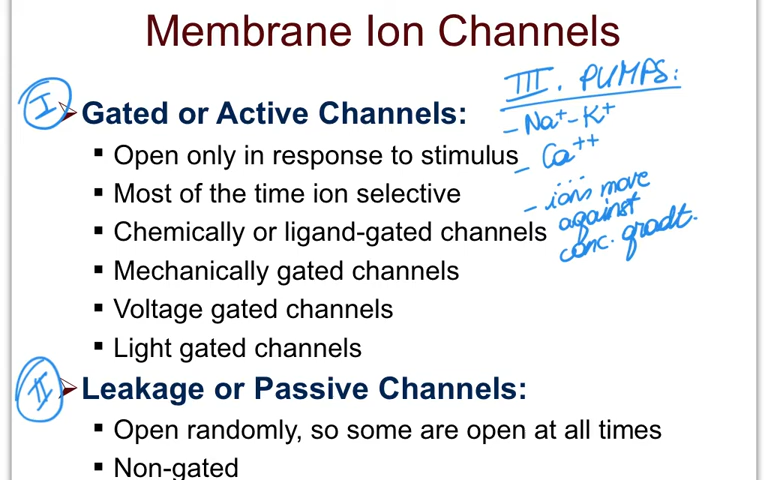 Membrane Ion Channels
I
➢ Gated or Active Channels:
▪ Open only in response to stimulus
▪ Most of the time ion selective
▪ Chemically or ligand-gated channels
▪ Mechanically gated channels
▪ Voltage gated channels
▪ Light gated channels
III. PUMPS:
- Na+ - K+
- Ca++
...
- ions move
against
conc. gradt.
II
➢ Leakage or Passive Channels:
▪ Open randomly, so some are open at all times
▪ Non-gated